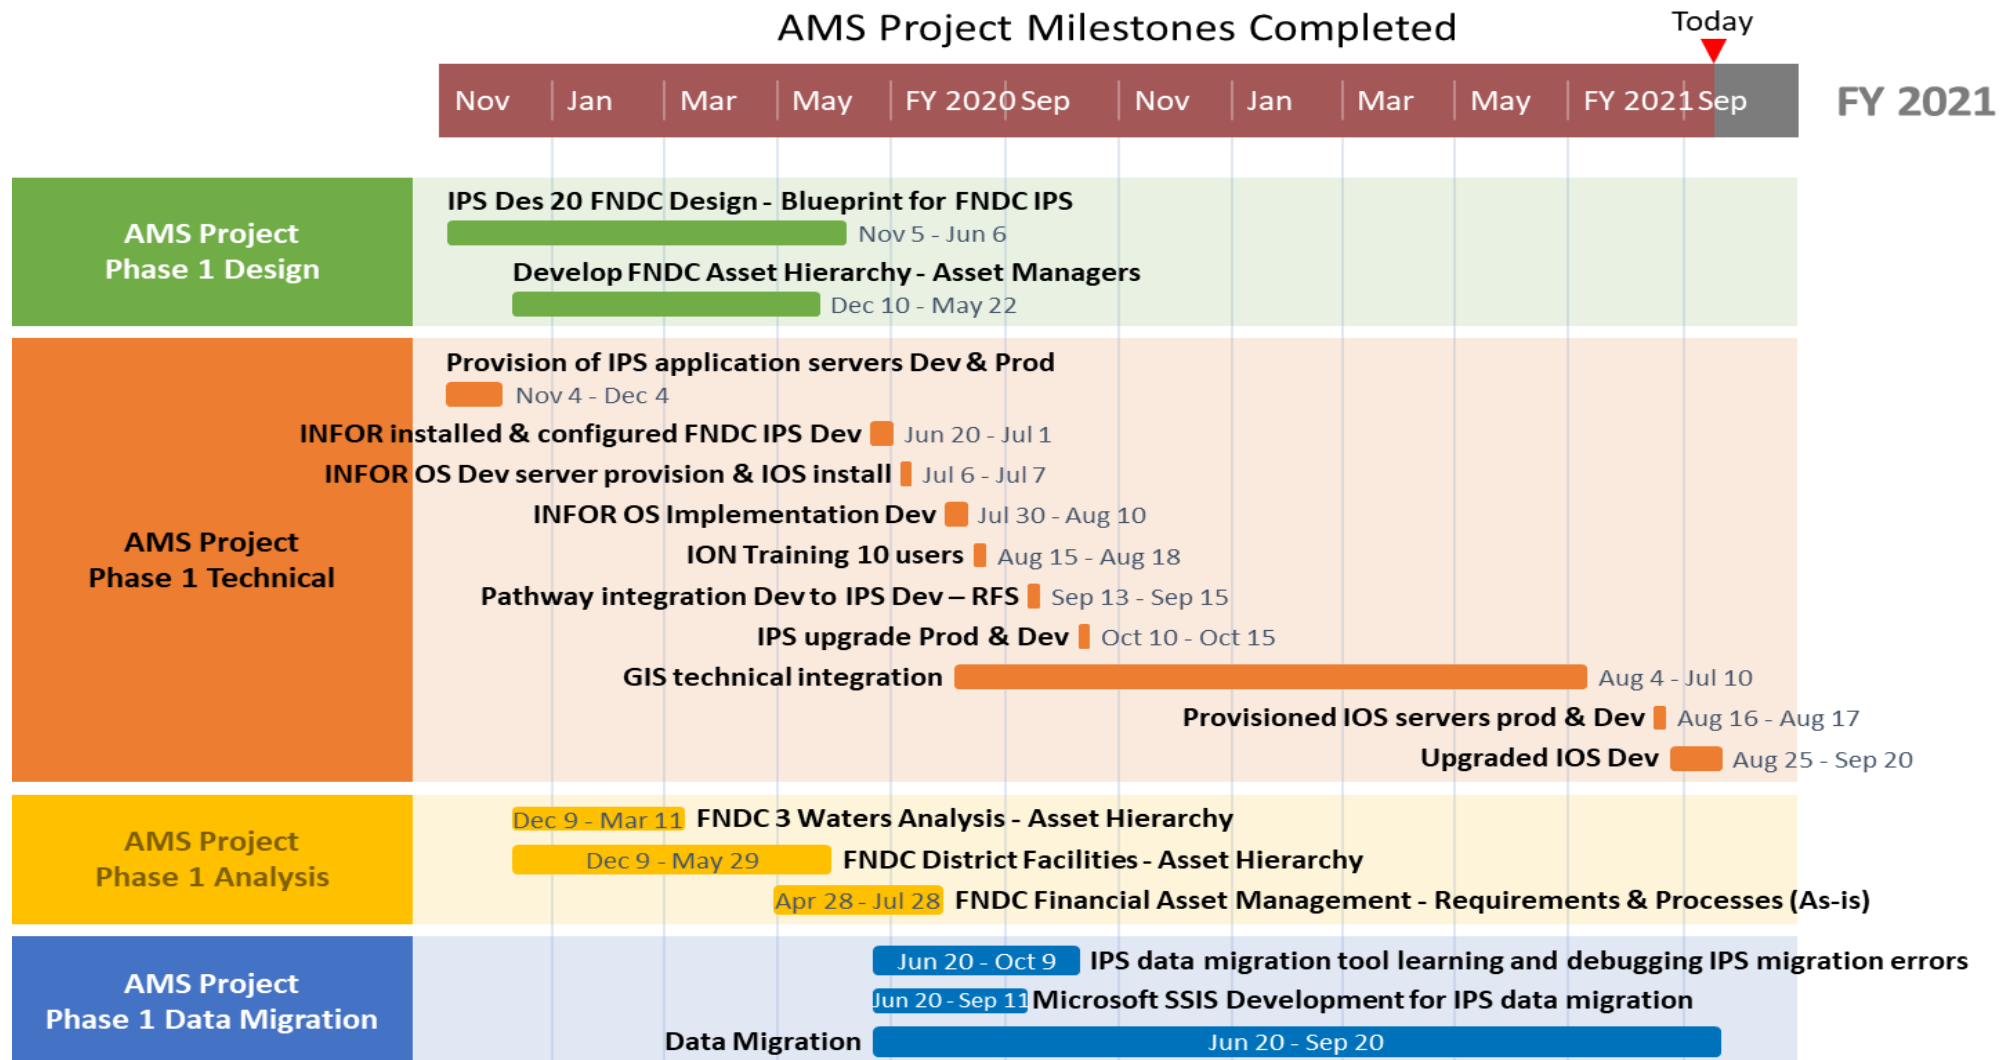 AMS Project Milestones Completed
Today
Nov Jan Mar May FY 2020 Sep Nov Jan Mar May FY 2021 Sep
FY 2021
AMS Project
Phase 1 Design
IPS Des 20 FNDC Design - Blueprint for FNDC IPS
Nov 5 - Jun 6
Develop FNDC Asset Hierarchy - Asset Managers
Dec 10 - May 22
AMS Project
Phase 1 Technical
Provision of IPS application servers Dev & Prod
Nov 4 - Dec 4
INFOR installed & configured FNDC IPS Dev Jun 20 - Jul 1
INFOR OS Dev server provision & IOS install Jul 6 - Jul 7
INFOR OS Implementation Dev Jul 30 - Aug 10
ION Training 10 users Aug 15 - Aug 18
Pathway integration Dev to IPS Dev – RFS Sep 13 - Sep 15
IPS upgrade Prod & Dev Oct 10 - Oct 15
GIS technical integration Aug 4 - Jul 10
Provisioned IOS servers prod & Dev Aug 16 - Aug 17
Upgraded IOS Dev Aug 25 - Sep 20
AMS Project
Phase 1 Analysis
Dec 9 - Mar 11 FNDC 3 Waters Analysis - Asset Hierarchy
Dec 9 - May 29 FNDC District Facilities - Asset Hierarchy
Apr 28 - Jul 28 FNDC Financial Asset Management - Requirements & Processes (As-is)
AMS Project
Phase 1 Data Migration
Jun 20 - Oct 9 IPS data migration tool learning and debugging IPS migration errors
Jun 20 - Sep 11 Microsoft SSIS Development for IPS data migration
Data Migration Jun 20 - Sep 20